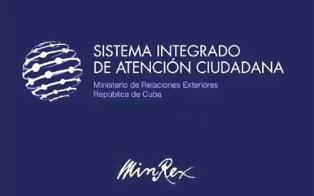 SISTEMA INTEGRADO
DE ATENCIÓN CIUDADANA
Ministerio de Relaciones Exteriores
República de Cuba
MinRex